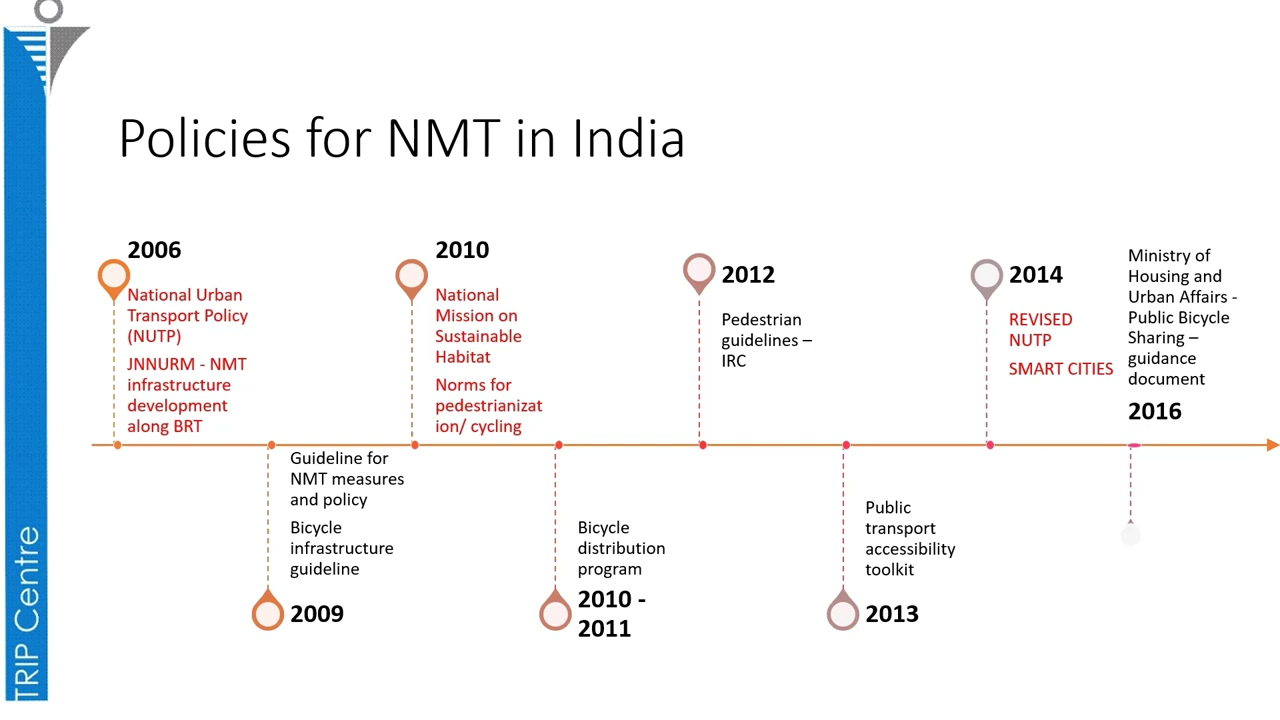 Policies for NMT in India
2006
National Urban
Transport Policy
(NUTP)
JNNURM - NMT
infrastructure
development
along BRT
Guideline for
NMT measures
and policy
Bicycle
infrastructure
guideline
2009
2010
National
Mission on
Sustainable
Habitat
Norms for
pedestrianizat
ion/ cycling
Bicycle
distribution
program
2010 -
2011
2012
Pedestrian
guidelines –
IRC
Public
transport
accessibility
toolkit
2013
2014
REVISED
NUTP
SMART CITIES
Ministry of
Housing and
Urban Affairs -
Public Bicycle
Sharing –
guidance
document
2016
TRIP Centre